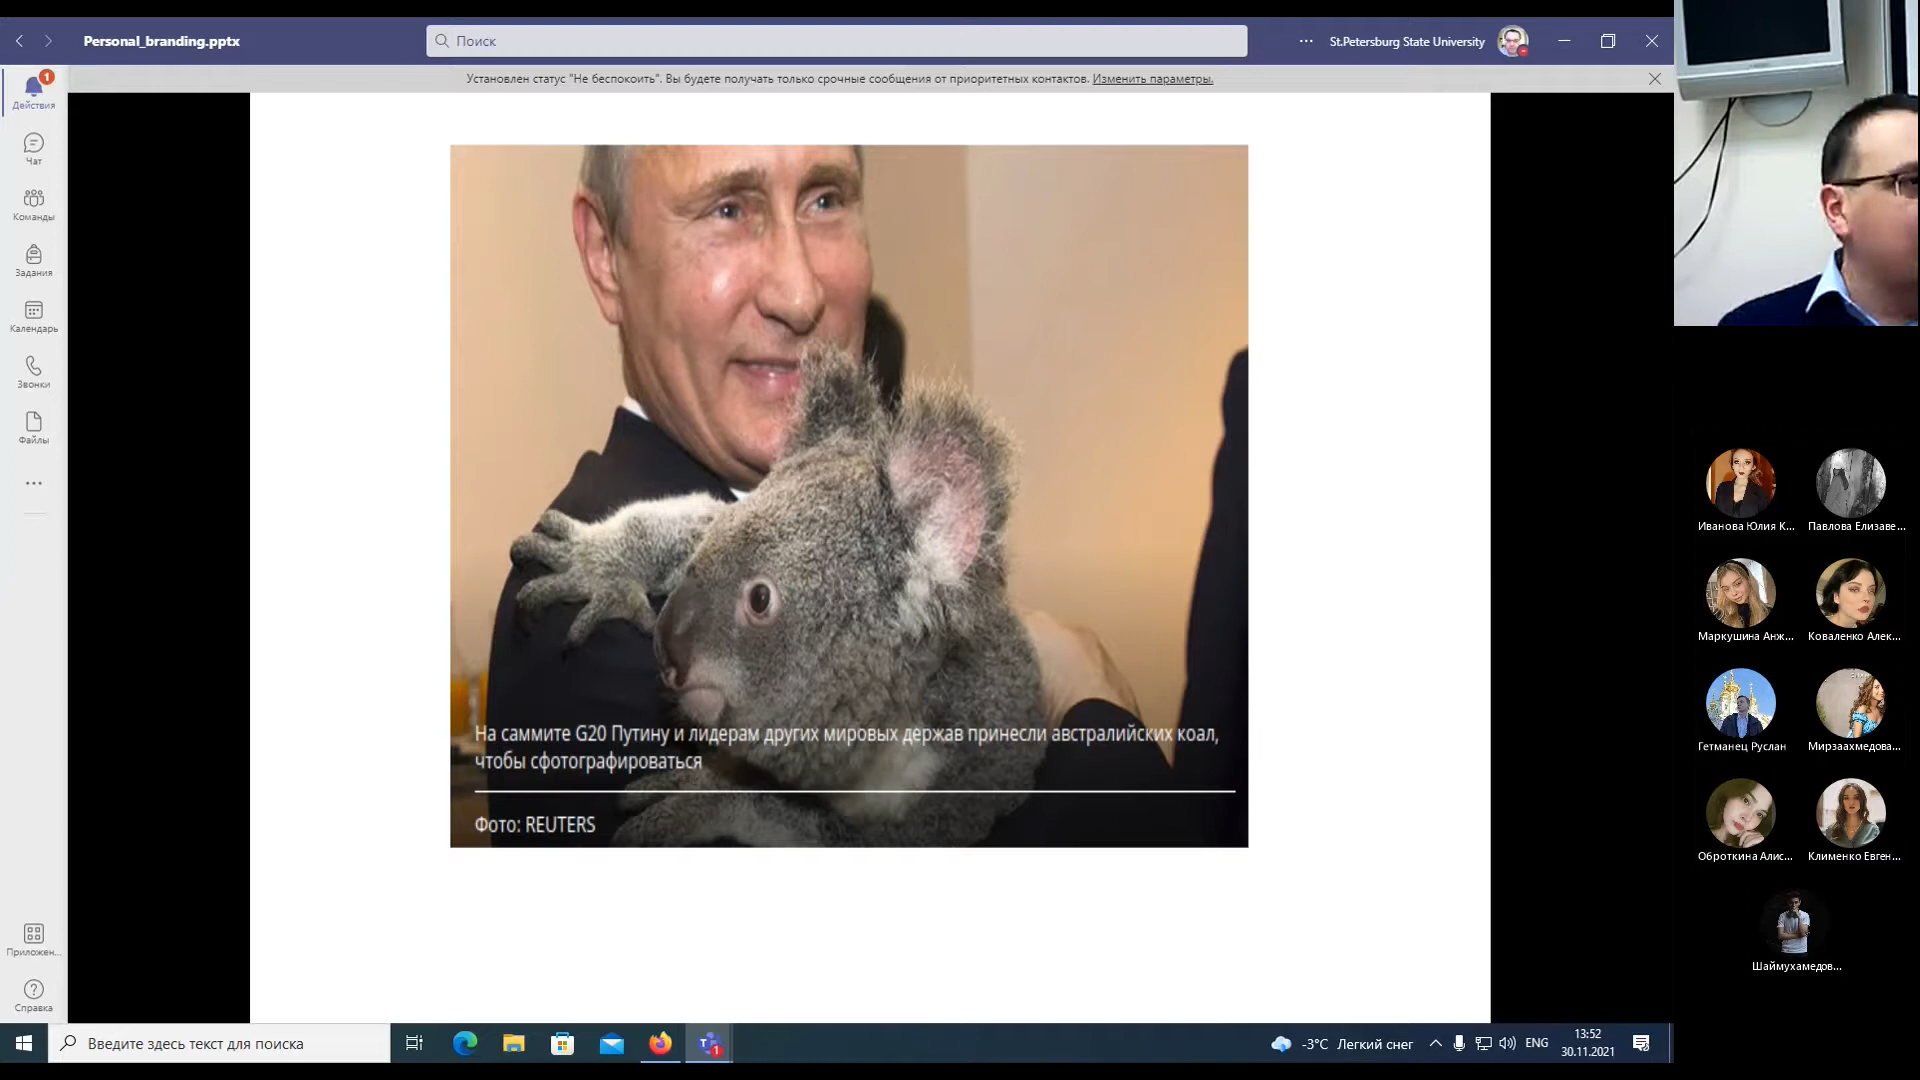 Personal_branding.pptx
Поиск
St.Petersburg State University
Установлен статус "Не беспокоить". Вы будете получать только срочные сообщения от приоритетных контактов. Изменить параметры.
1
Действия
Чат
Команды
Задания
Календарь
Звонки
Файлы
Приложен...
Справка
На саммите G20 Путину и лидерам других мировых держав принесли австралийских коал,
чтобы сфотографироваться
Фото: REUTERS
Иванова Юлия К...
Павлова Елизаве...
Маркушина Анж...
Коваленко Алек...
Гетманец Руслан
Мирзаахмедова...
Оброткина Алис...
Клименко Евген...
Шаймухамедов...
Введите здесь текст для поиска
1
-3°C Легкий снег
ENG
13:52
30.11.2021